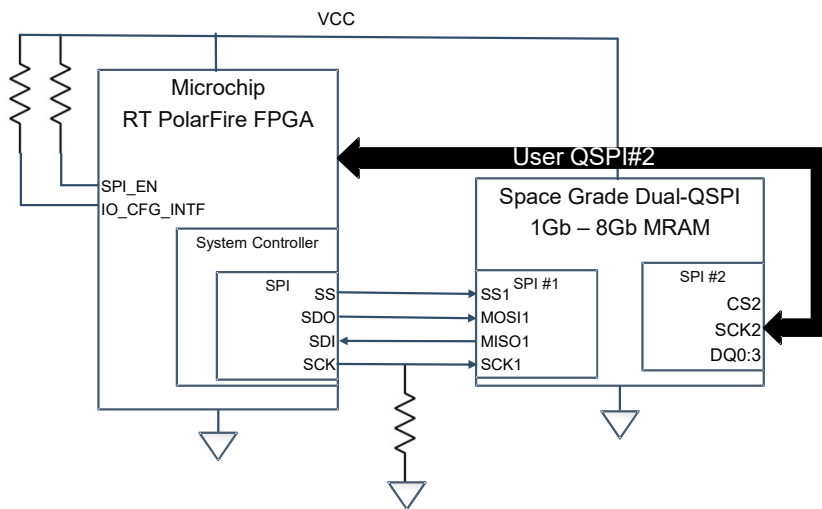 VCC
Microchip
RT PolarFire FPGA
User QSPI#2
SPI_EN
IO_CFG_INTF
Space Grade Dual-QSPI
1Gb – 8Gb MRAM
System Controller
SPI
SS
SDO
SDI
SCK
SPI #1
SS1
MOSI1
MISO1
SCK1
SPI #2
CS2
SCK2
DQ0:3